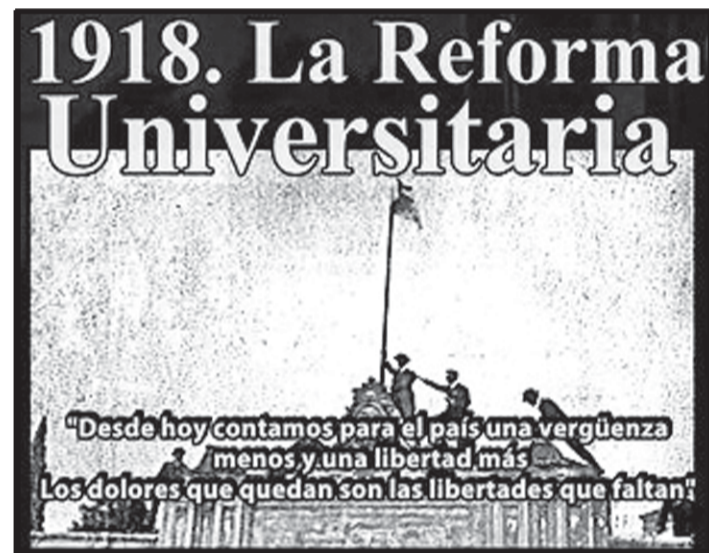 1918. La Reforma
Universitaria
"Desde hoy contamos para el país una vergüenza
menos y una libertad más
Los dolores que quedan son las libertades que faltan"